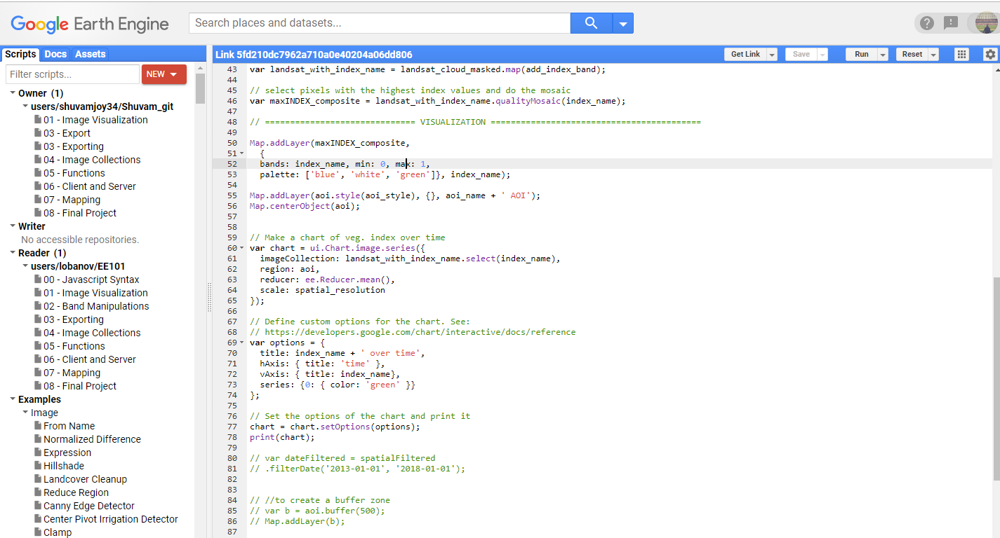 Google Earth Engine
Search places and datasets...
Scripts Docs Assets
Filter scripts...
NEW
Owner (1)
users/shuvamjoy34/Shuvam_git
01 - Image Visualization
03 - Export
03 - Exporting
04 - Image Collections
05 - Functions
06 - Client and Server
07 - Mapping
08 - Final Project
Writer
No accessible repositories.
Reader (1)
users/lobanov/EE101
00 - Javascript Syntax
01 - Image Visualization
02 - Band Manipulations
03 - Exporting
04 - Image Collections
05 - Functions
06 - Client and Server
07 - Mapping
08 - Final Project
Examples
Image
From Name
Normalized Difference
Expression
Hillshade
Landcover Cleanup
Reduce Region
Canny Edge Detector
Center Pivot Irrigation Detector
Clamp
Link 5fd210dc7962a710a0e40204a06dd806
Get Link Save Run Reset
43 var landsat_with_index_name = landsat_cloud_masked.map(add_index_band);
44
45 // select pixels with the highest index values and do the mosaic
46 var maxINDEX_composite = landsat_with_index_name.qualityMosaic(index_name);
47
48 // ============================== VISUALIZATION ==========================================
49
50 Map.addLayer(maxINDEX_composite,
51 {
52 bands: index_name, min: 0, max: 1,
53 palette: ['blue', 'white', 'green']}, index_name);
54
55 Map.addLayer(aoi.style(aoi_style), {}, aoi_name + ' AOI');
56 Map.centerObject(aoi);
57
58
59 // Make a chart of veg. index over time
60 var chart = ui.Chart.image.series({
61 imageCollection: landsat_with_index_name.select(index_name),
62 region: aoi,
63 reducer: ee.Reducer.mean(),
64 scale: spatial_resolution
65 });
66
67 // Define custom options for the chart. See:
68 // https://developers.google.com/chart/interactive/docs/reference
69 var options = {
70 title: index_name + ' over time',
71 hAxis: { title: 'time' },
72 vAxis: { title: index_name},
73 series: {0: { color: 'green' }}
74 };
75
76 // Set the options of the chart and print it
77 chart = chart.setOptions(options);
78 print(chart);
79
80 // var dateFiltered = spatialFiltered
81 // .filterDate('2013-01-01', '2018-01-01');
82
83
84 // //to create a buffer zone
85 // var b = aoi.buffer(500);
86 // Map.addLayer(b);
87